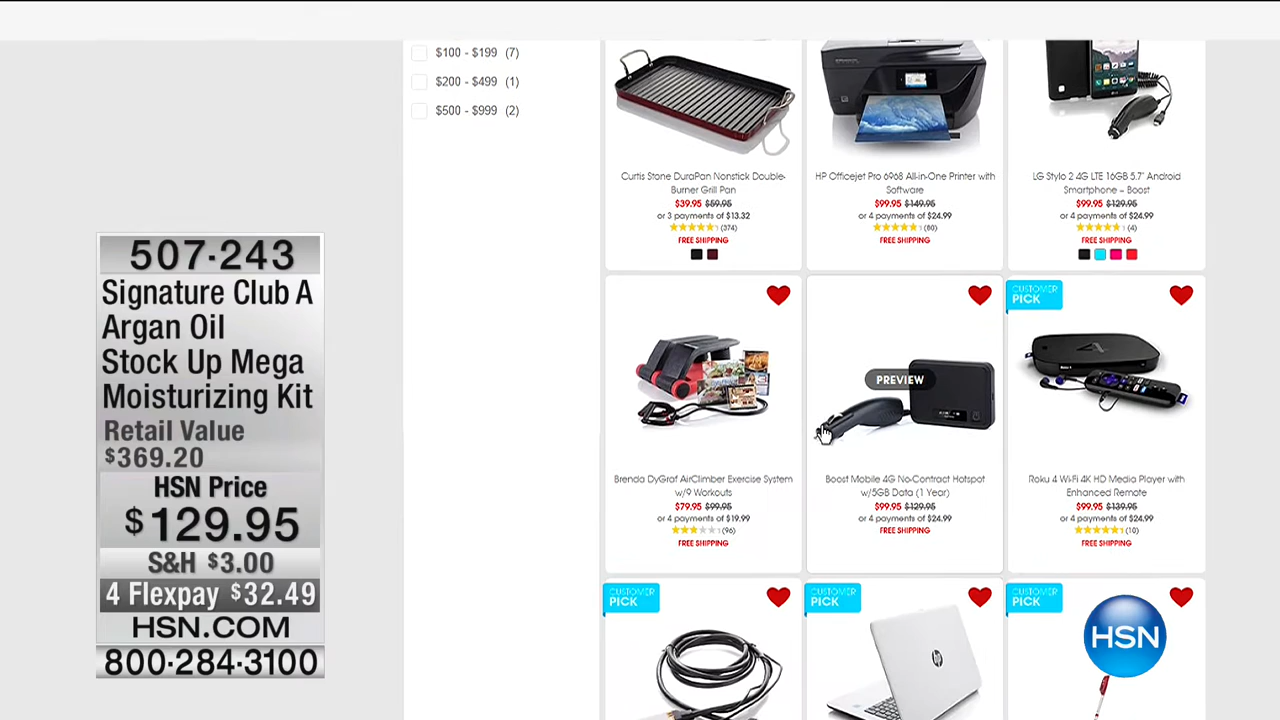 507·243
Signature Club A
Argan Oil
Stock Up Mega
Moisturizing Kit
Retail Value
$369.20
HSN Price
$129.95
S&H $3.00
4 Flexpay $32.49
HSN.COM
800·284·3100
$100 - $199 (7)
$200 - $499 (1)
$500 - $999 (2)
Curtis Stone DuraPan Nonstick Double-
Burner Grill Pan
$39.95 $59.95
or 3 payments of $13.32
(374)
FREE SHIPPING
HP Officejet Pro 6968 All-in-One Printer with
Software
$99.95 $149.95
or 4 payments of $24.99
(80)
FREE SHIPPING
LG Stylo 2 4G LTE 16GB 5.7" Android
Smartphone – Boost
$99.95 $129.95
or 4 payments of $24.99
(4)
FREE SHIPPING
Brenda DyGraf AirClimber Exercise System
w/9 Workouts
$79.95 $99.95
or 4 payments of $19.99
(96)
FREE SHIPPING
PREVIEW
Boost Mobile 4G No-Contract Hotspot
w/5GB Data (1 Year)
$99.95 $129.95
or 4 payments of $24.99
FREE SHIPPING
CUSTOMER
PICK
Roku 4 Wi-Fi 4K HD Media Player with
Enhanced Remote
$99.95 $139.95
or 4 payments of $24.99
(10)
FREE SHIPPING
CUSTOMER
PICK
CUSTOMER
PICK
hp
CUSTOMER
PICK
HSN